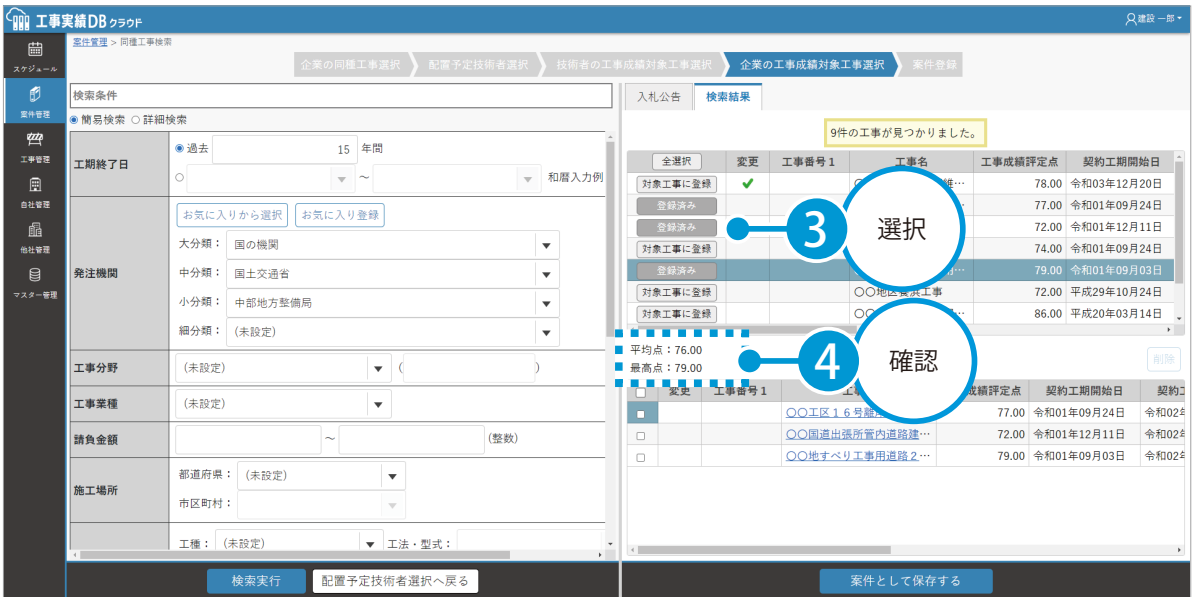 工事実績DBクラウド
建設 一郎
案件管理 > 同種工事検索
スケジュール
案件管理
工事管理
自社管理
他社管理
マスター管理
企業の同種工事選択
配置予定技術者選択
技術者の工事成績対象工事選択
企業の工事成績対象工事選択
案件登録
検索条件
簡易検索 詳細検索
工期終了日
過去 15 年間
~ 和暦入力例
発注機関
お気に入りから選択 お気に入り登録
大分類: 国の機関
中分類: 国土交通省
小分類: 中部地方整備局
細分類: (未設定)
工事分野 (未設定) ( )
工事業種 (未設定)
請負金額 ~ (整数)
施工場所
都道府県: (未設定)
市区町村:
工種: (未設定) 工法・型式:
検索実行 配置予定技術者選択へ戻る
入札公告 検索結果
9件の工事が見つかりました。
全選択 変更 工事番号1 工事名 工事成績評定点 契約工期開始日
対象工事に登録 78.00 令和03年12月20日
登録済み 77.00 令和01年09月24日
登録済み 72.00 令和01年12月11日
対象工事に登録 74.00 令和01年09月24日
登録済み 79.00 令和01年09月03日
対象工事に登録 〇〇地区養浜工事 72.00 平成29年10月24日
対象工事に登録 86.00 平成20年03月14日
3 選択
平均点:76.00
最高点:79.00
4 確認
削除
変更 工事番号1 成績評定点 契約工期開始日 契約工
〇〇工区16号離 77.00 令和01年09月24日 令和02年
〇〇国道出張所管内道路建… 72.00 令和01年12月11日 令和02年
〇〇地すべり工事用道路2… 79.00 令和01年09月03日 令和02年
案件として保存する